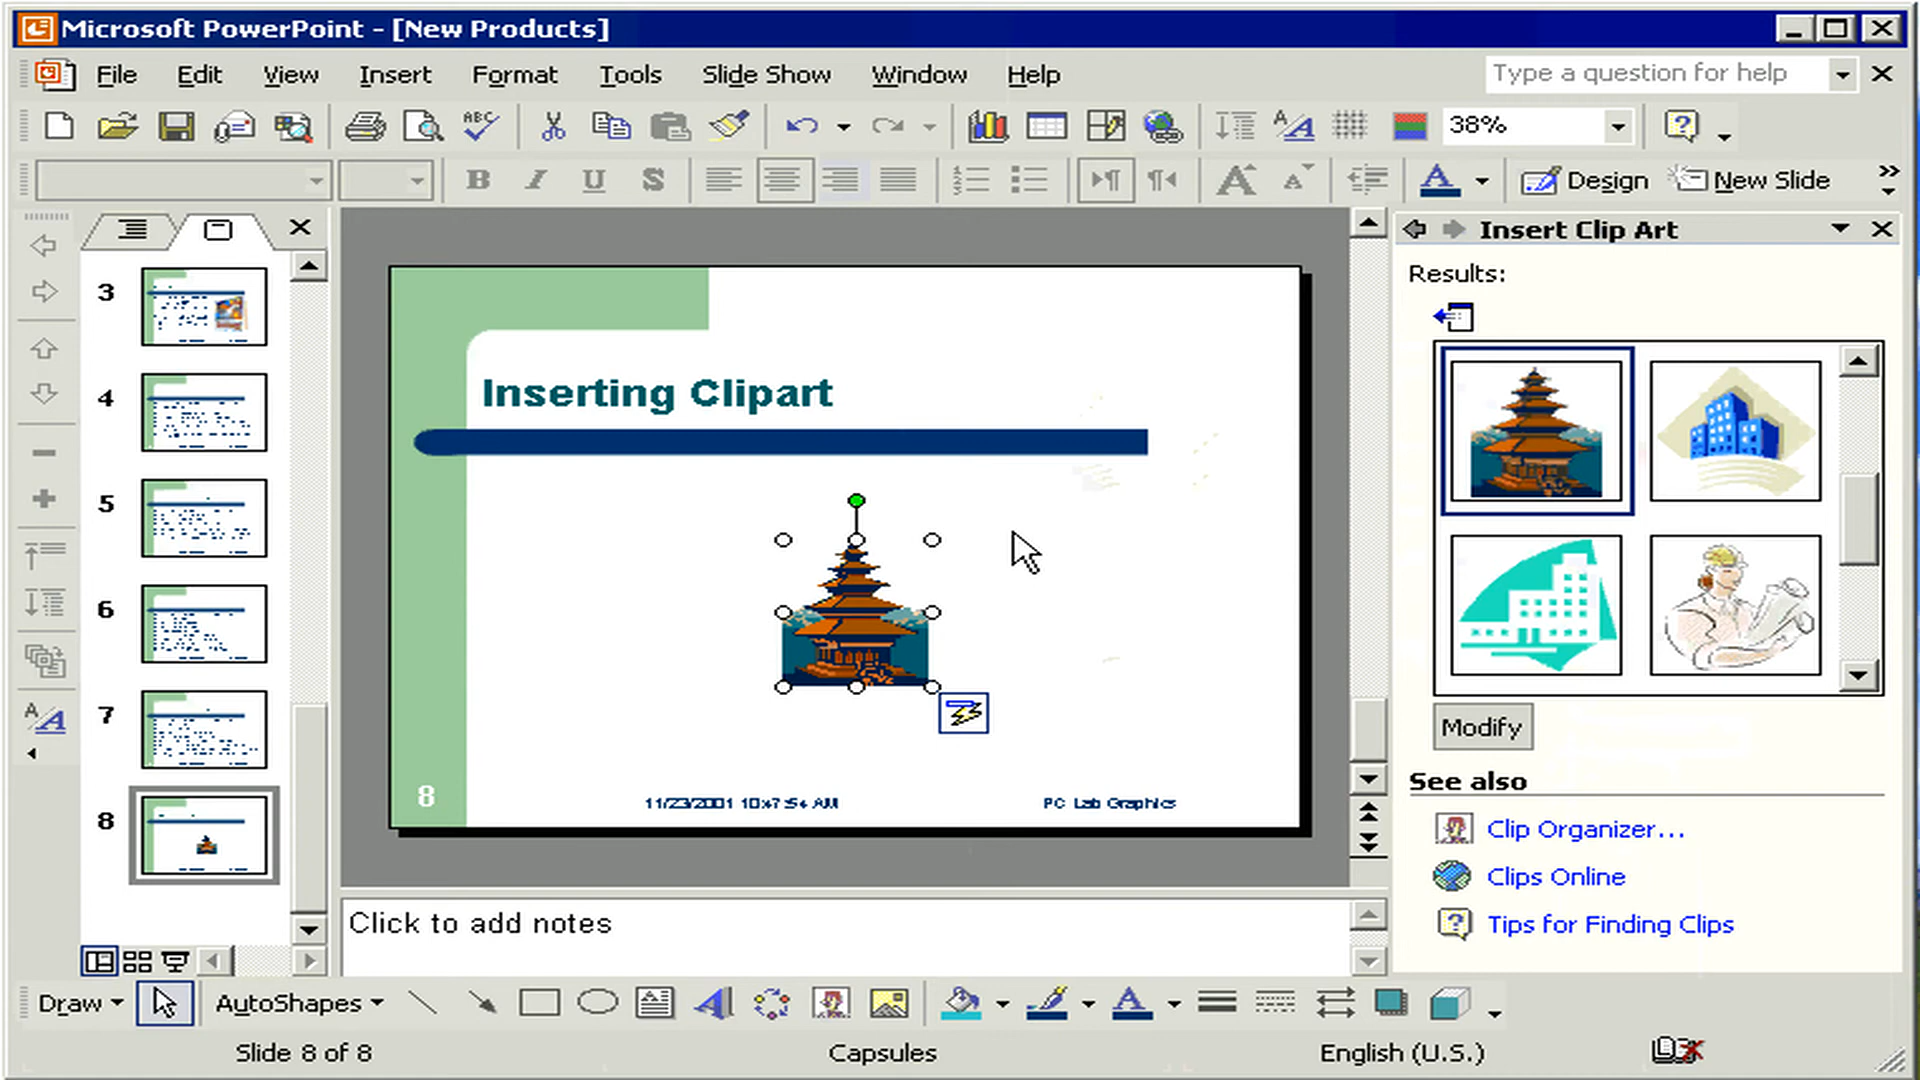 Microsoft PowerPoint - [New Products]
File Edit View Insert Format Tools Slide Show Window Help Type a question for help
ABC 38%
B I U S Design New Slide
Insert Clip Art
Results:
3
4
5
6
7
8
Inserting Clipart
8 11/23/2001 10:47:54 AM PC Lab Graphics
Modify
See also
Clip Organizer...
Clips Online
Tips for Finding Clips
Click to add notes
Draw AutoShapes
Slide 8 of 8 Capsules English (U.S.)